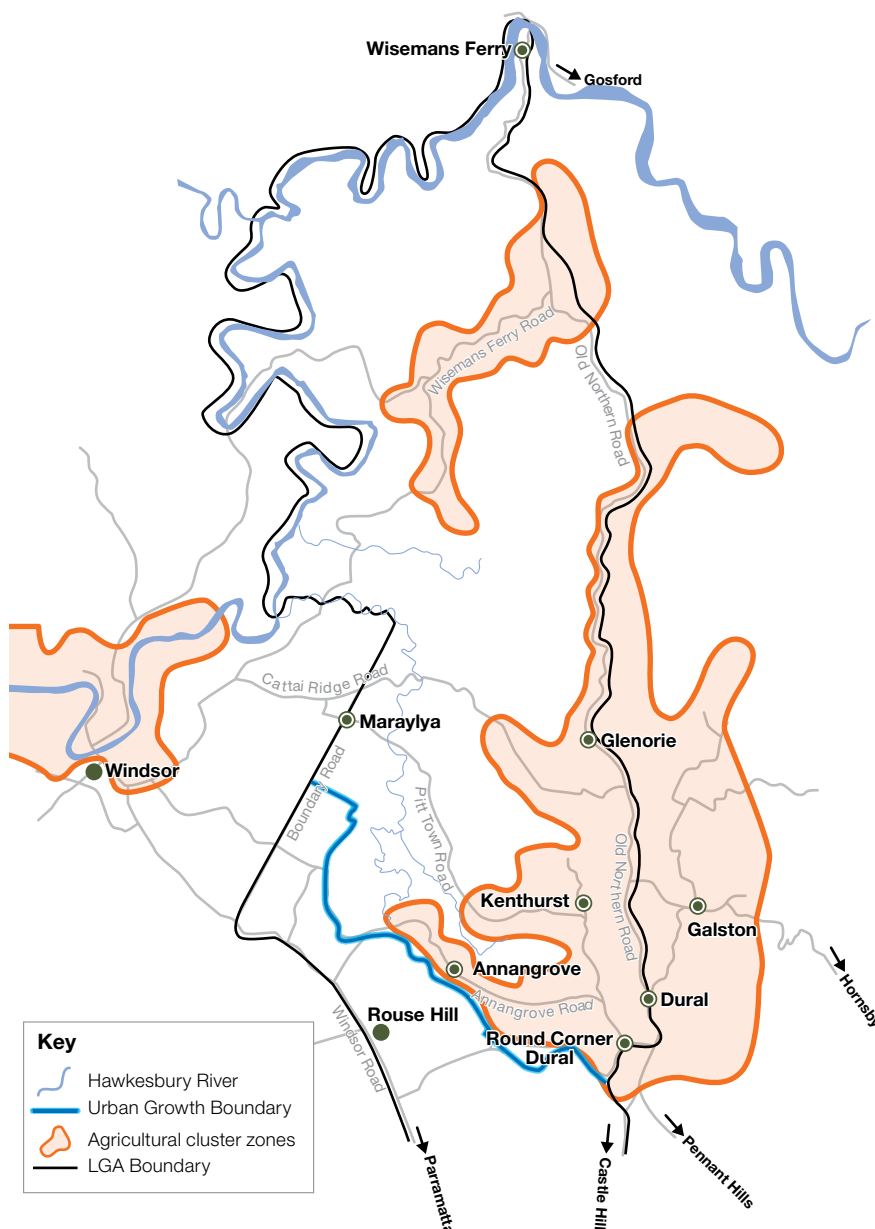 Wisemans Ferry
Gosford
Wisemans Ferry Road
Old Northern Road
Cattai Ridge Road
Maraylya
Glenorie
Windsor
Boundary Road
Pitt Town Road
Old Northern Road
Kenthurst
Galston
Annangrove
Hornsby
Annangrove Road
Dural
Rouse Hill
Windsor Road
Round Corner
Dural
Key
Hawkesbury River
Urban Growth Boundary
Agricultural cluster zones
LGA Boundary
Parramatta
Castle Hill
Pennant Hills